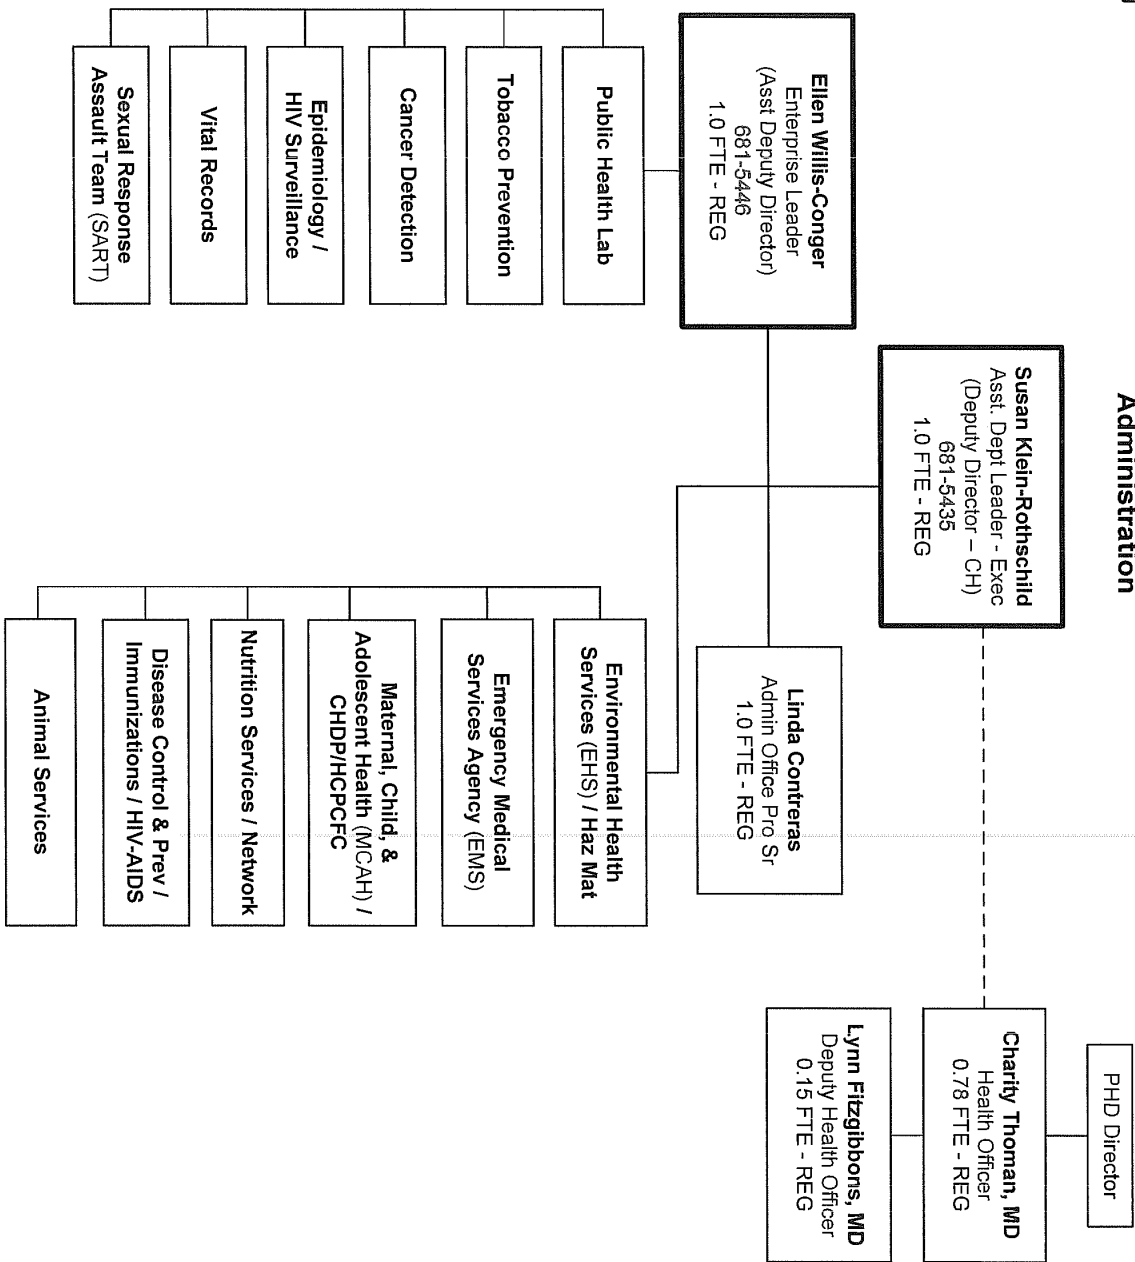 Administration
PHD Director
Susan Klein-Rothschild
Asst. Dept Leader - Exec
(Deputy Director – CH)
681-5435
1.0 FTE - REG
Charity Thoman, MD
Health Officer
0.78 FTE - REG
Ellen Willis-Conger
Enterprise Leader
(Asst Deputy Director)
681-5446
1.0 FTE - REG
Linda Contreras
Admin Office Pro Sr
1.0 FTE - REG
Lynn Fitzgibbons, MD
Deputy Health Officer
0.15 FTE - REG
Public Health Lab
Tobacco Prevention
Cancer Detection
Epidemiology /
HIV Surveillance
Vital Records
Sexual Response
Assault Team (SART)
Environmental Health
Services (EHS) / Haz Mat
Emergency Medical
Services Agency (EMS)
Maternal, Child, &
Adolescent Health (MCAH) /
CHDP/HCPCFC
Nutrition Services / Network
Disease Control & Prev /
Immunizations / HIV-AIDS
Animal Services